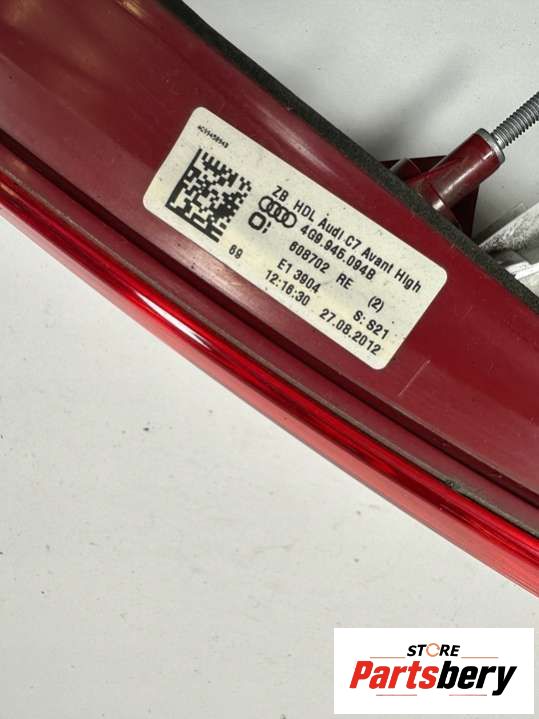 4G9945094B
ZB HDL Audi C7 Avant High
4G9.945.094B
608702 RE (2)
69 E1 3904 S: S21
12:16:30 27.08.2012
STORE
Partsbery